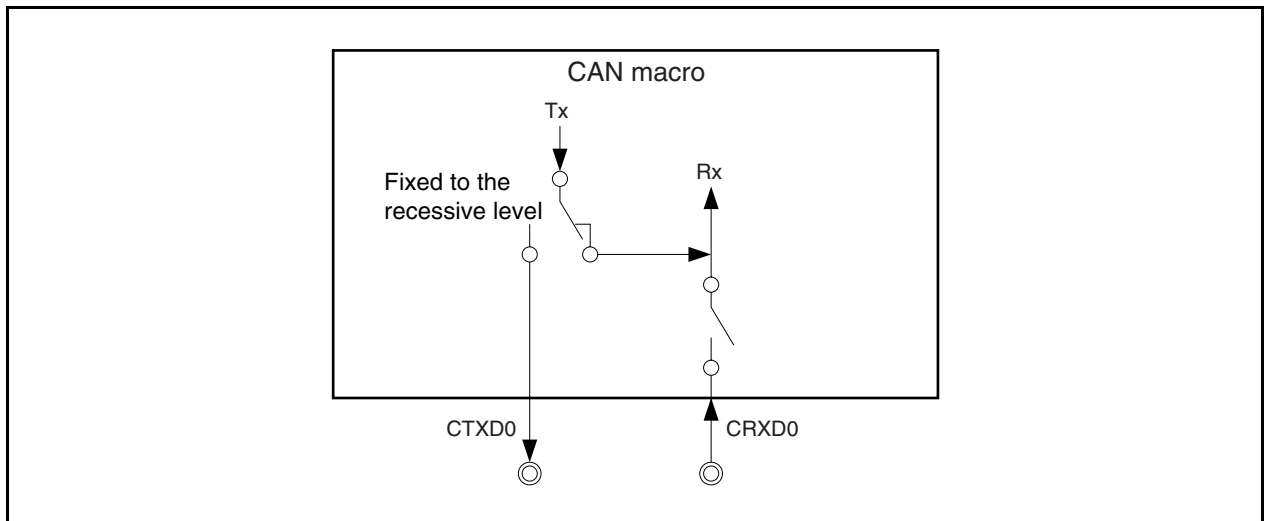 CAN macro
Tx
Rx
Fixed to the
recessive level
CTXD0
CRXD0